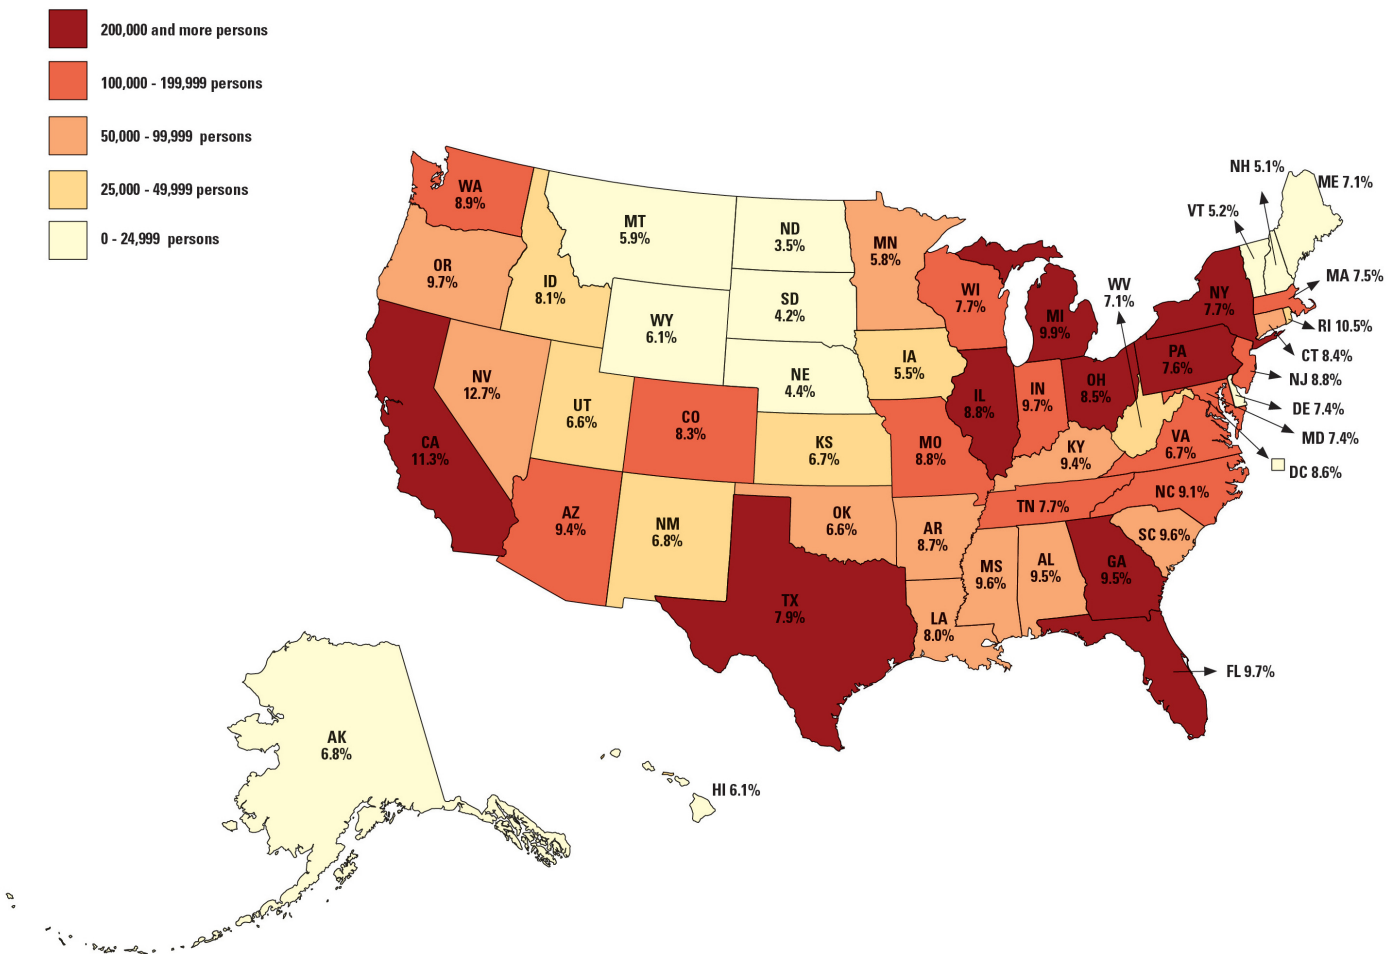 200,000 and more persons
100,000 - 199,999 persons
50,000 - 99,999 persons
25,000 - 49,999 persons
0 - 24,999 persons
NH 5.1%
ME 7.1%
VT 5.2%
WA
8.9%
MT
5.9%
ND
3.5%
MN
5.8%
OR
9.7%
ID
8.1%
SD
4.2%
WI
7.7%
WV
7.1%
MA 7.5%
NY
7.7%
MI
9.9%
WY
6.1%
RI 10.5%
CT 8.4%
PA
7.6%
IA
5.5%
NE
4.4%
NV
12.7%
NJ 8.8%
OH
8.5%
IN
9.7%
IL
8.8%
UT
6.6%
CO
8.3%
DE 7.4%
MD 7.4%
CA
11.3%
KS
6.7%
MO
8.8%
KY
9.4%
VA
6.7%
DC 8.6%
NC 9.1%
TN 7.7%
AZ
9.4%
NM
6.8%
OK
6.6%
AR
8.7%
SC 9.6%
MS
9.6%
AL
9.5%
GA
9.5%
TX
7.9%
LA
8.0%
FL 9.7%
AK
6.8%
HI 6.1%